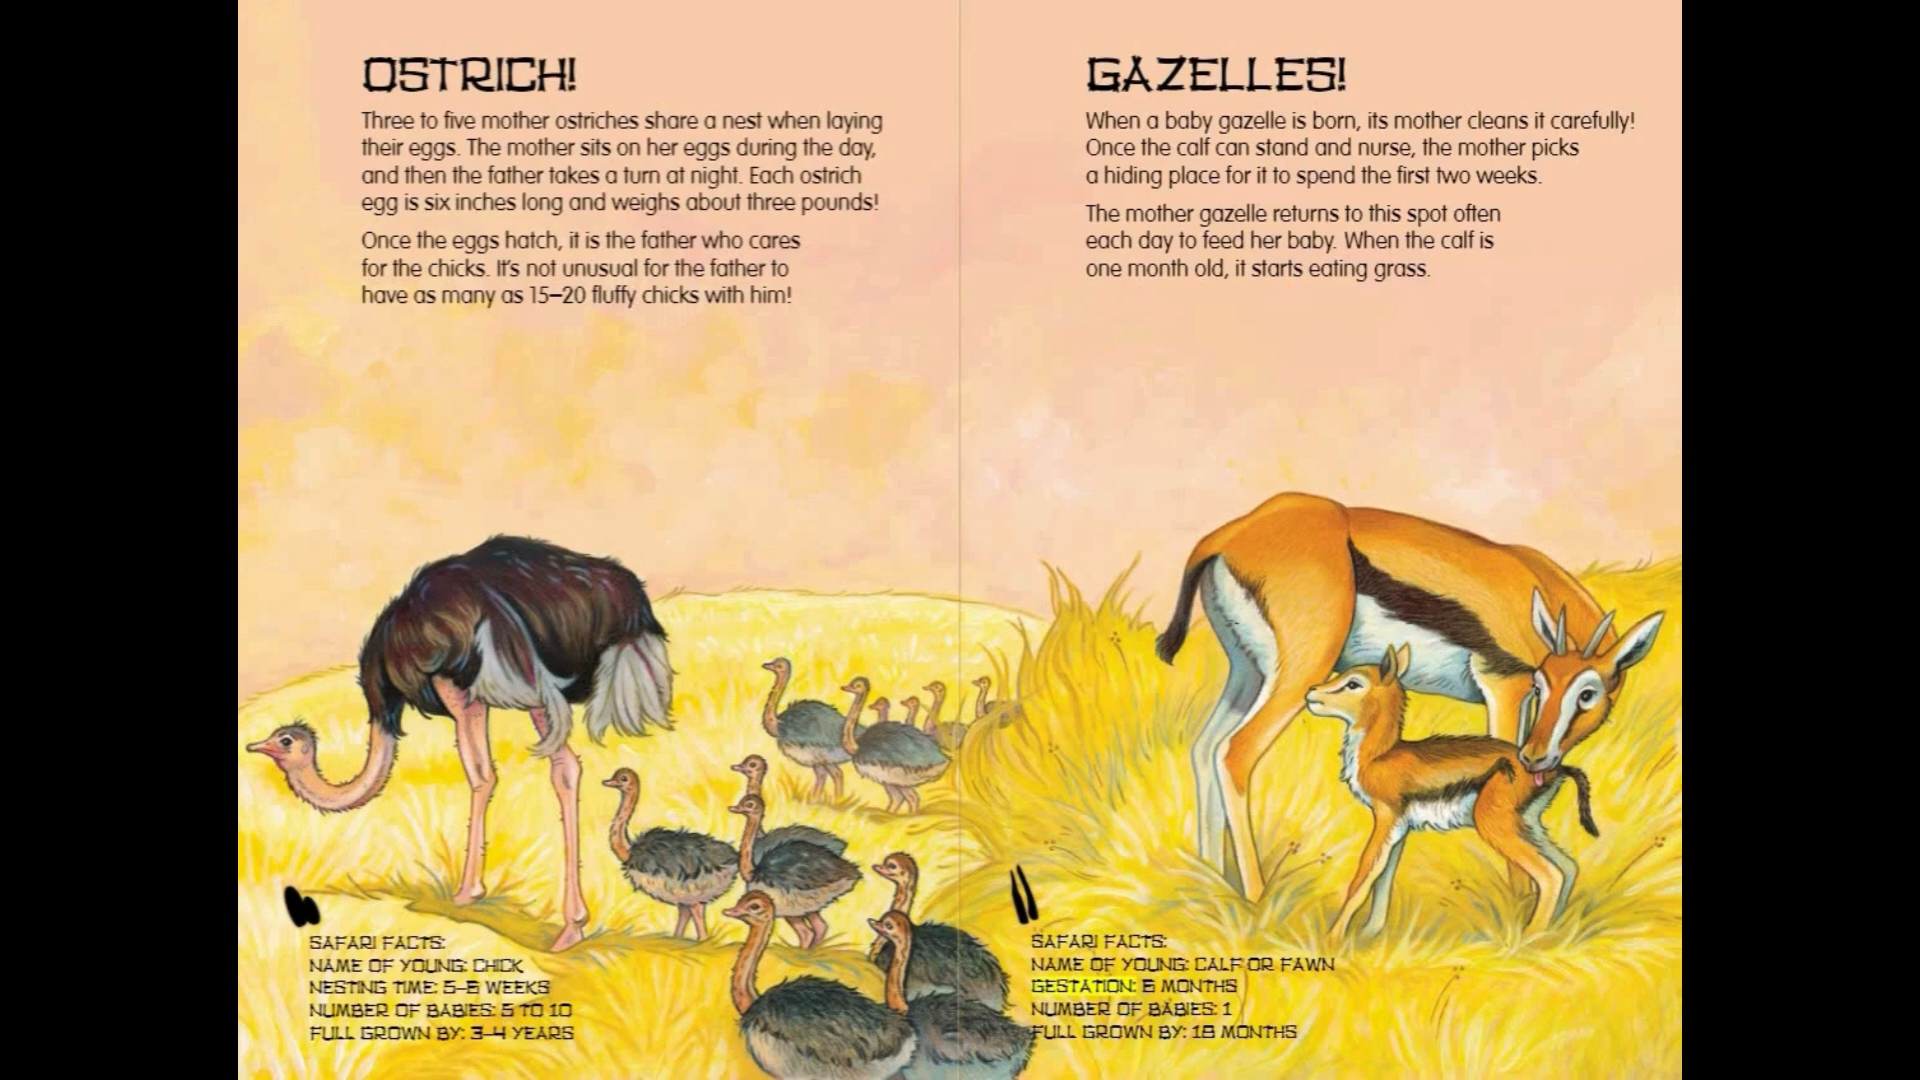 OSTRICH!
Three to five mother ostriches share a nest when laying
their eggs. The mother sits on her eggs during the day,
and then the father takes a turn at night. Each ostrich
egg is six inches long and weighs about three pounds!
Once the eggs hatch, it is the father who cares
for the chicks. It's not unusual for the father to
have as many as 15–20 fluffy chicks with him!
SAFARI FACTS:
NAME OF YOUNG: CHICK
NESTING TIME: 5–6 WEEKS
NUMBER OF BABIES: 5 TO 10
FULL GROWN BY: 3–4 YEARS
GAZELLES!
When a baby gazelle is born, its mother cleans it carefully!
Once the calf can stand and nurse, the mother picks
a hiding place for it to spend the first two weeks.
The mother gazelle returns to this spot often
each day to feed her baby. When the calf is
one month old, it starts eating grass.
SAFARI FACTS:
NAME OF YOUNG: CALF OR FAWN
GESTATION: 6 MONTHS
NUMBER OF BABIES: 1
FULL GROWN BY: 18 MONTHS